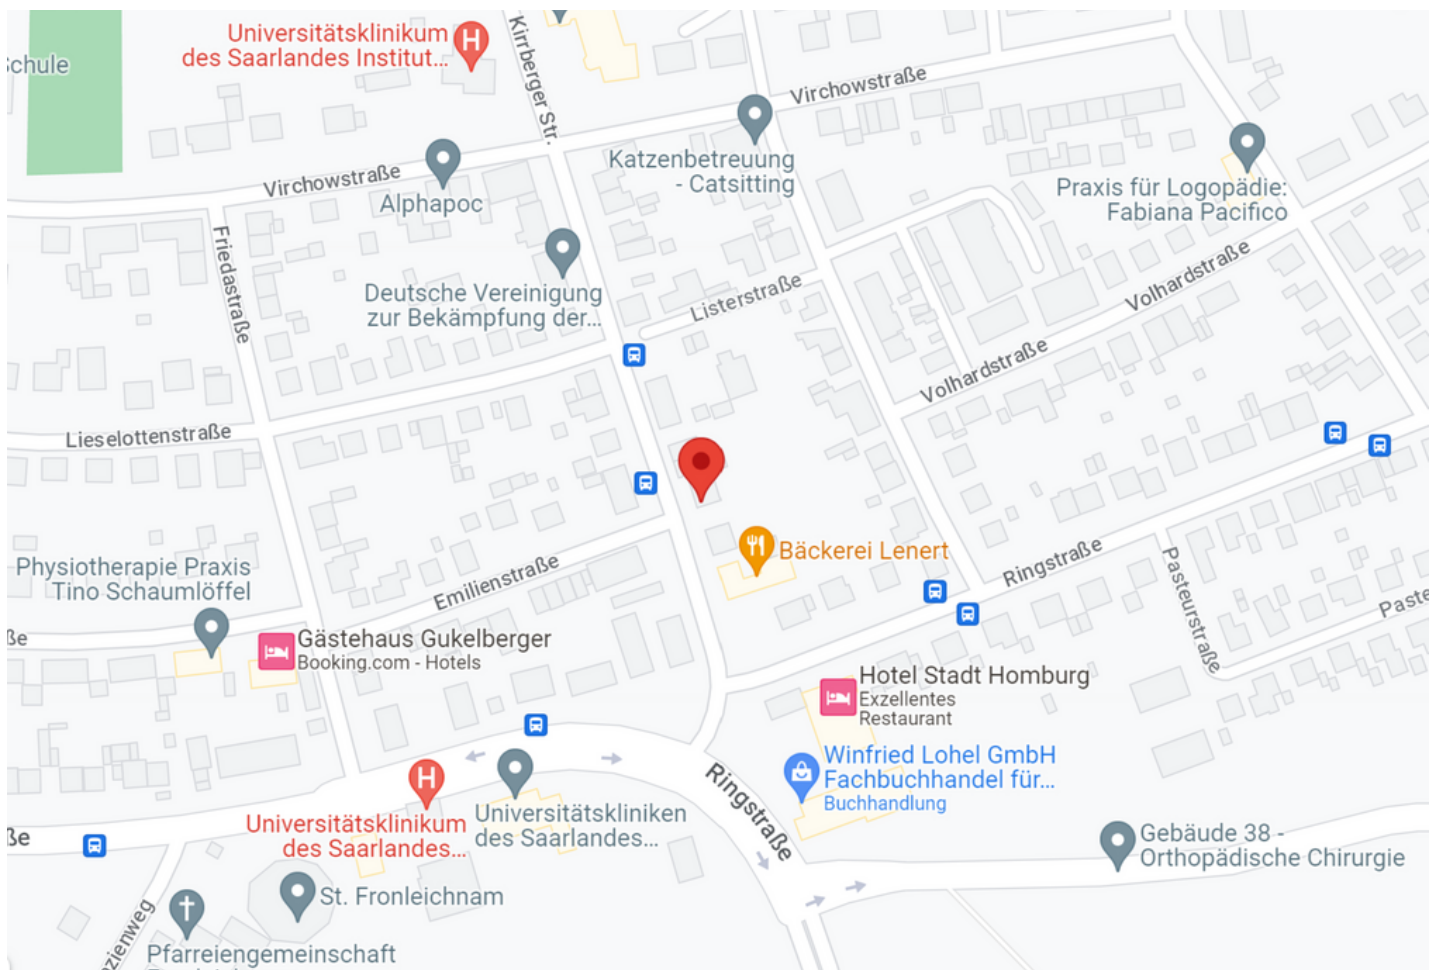 Universitätsklinikum
des Saarlandes Institut...
Kirrberger Str.
chule
Virchowstraße
Katzenbetreuung
- Catsitting
Praxis für Logopädie:
Fabiana Pacifico
Virchowstraße
Alphapoc
Friedastraße
Deutsche Vereinigung
zur Bekämpfung der...
Listerstraße
Volhardstraße
Volhardstraße
Lieselottenstraße
Bäckerei Lenert
Ringstraße
Pasteurstraße
Paste
Physiotherapie Praxis
Tino Schaumlöffel
Emilienstraße
ße
Gästehaus Gukelberger
Booking.com - Hotels
Hotel Stadt Homburg
Exzellentes
Restaurant
Winfried Lohel GmbH
Fachbuchhandel für...
Buchhandlung
Ringstraße
Universitätsklinikum
des Saarlandes...
Universitätskliniken
des Saarlandes...
ße
Gebäude 38 -
Orthopädische Chirurgie
St. Fronleichnam
zienweg
Pfarreiengemeinschaft